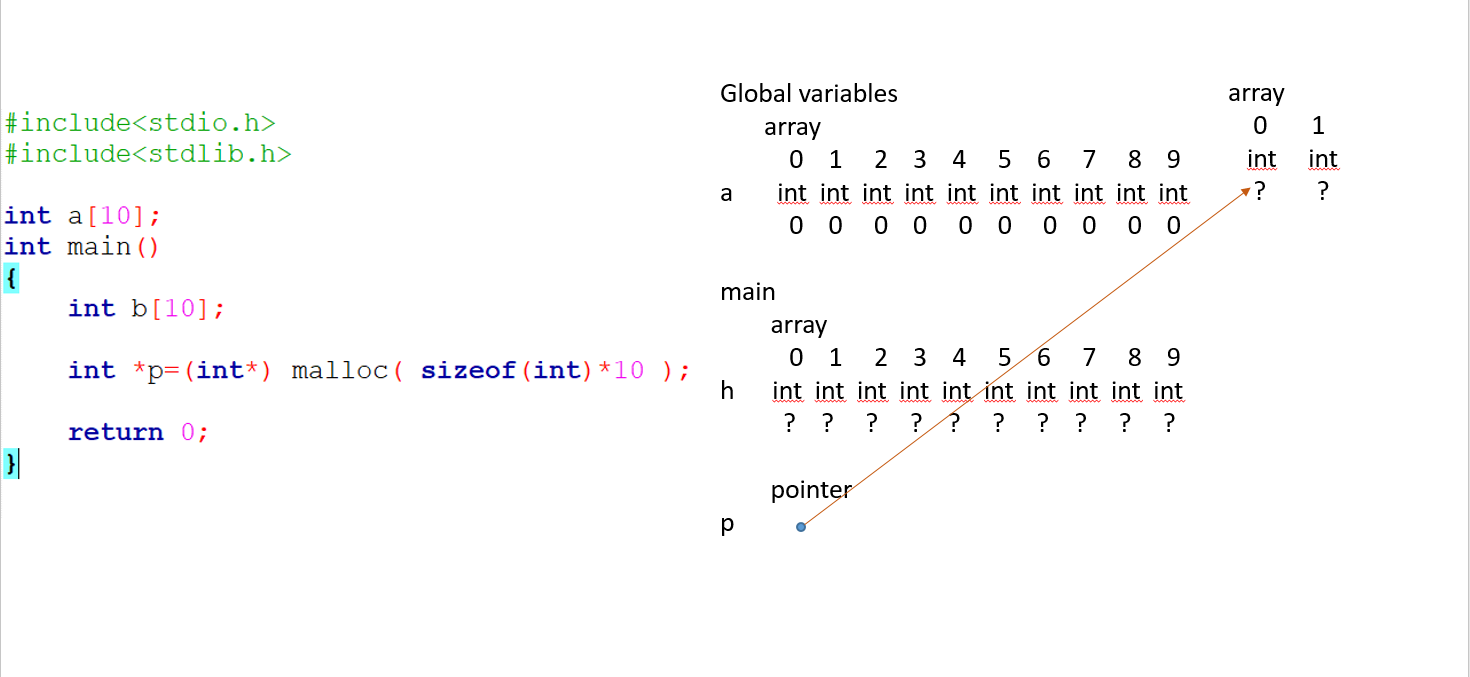 #include<stdio.h>
#include<stdlib.h>
int a[10];
int main()
{
int b[10];
int *p=(int*) malloc( sizeof(int)*10 );
return 0;
}
Global variables
array
0 1 2 3 4 5 6 7 8 9
a int int int int int int int int int int
0 0 0 0 0 0 0 0 0 0
main
array
0 1 2 3 4 5 6 7 8 9
h int int int int int int int int int int
? ? ? ? ? ? ? ? ? ?
pointer
p
array
0 1
int int
? ?